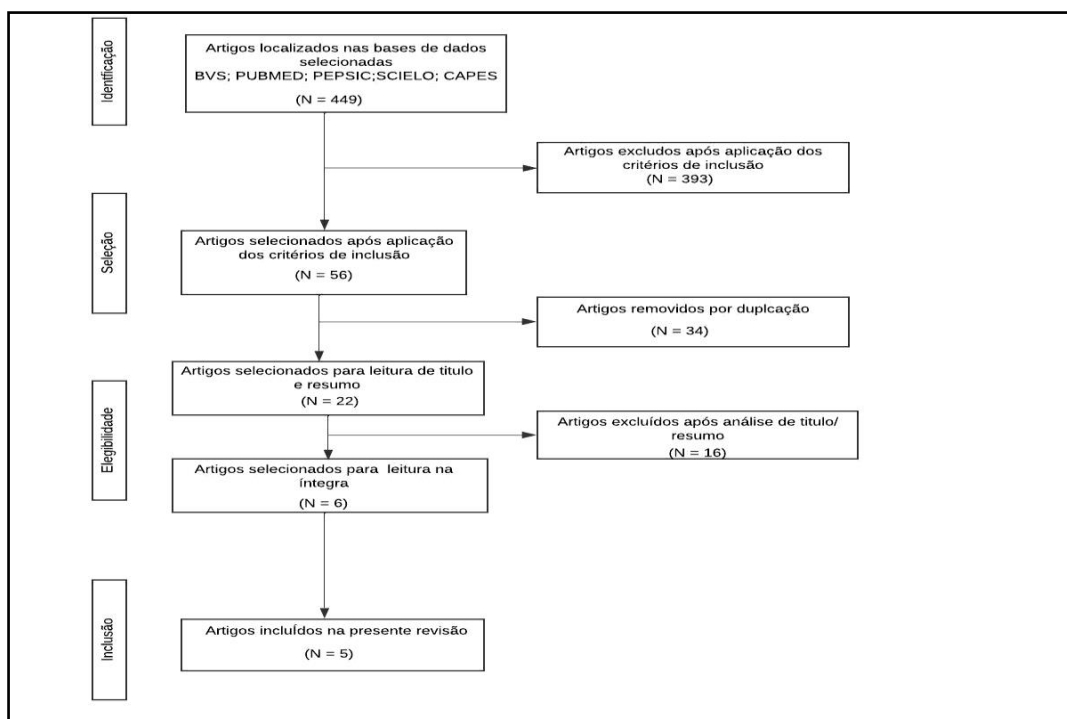 Identificação
Artigos localizados nas bases de dados
selecionadas
BVS; PUBMED; PEPSIC;SCIELO; CAPES
(N = 449)
Artigos excludos após aplicação dos
critérios de inclusão
(N = 393)
Seleção
Artigos selecionados após aplicação
dos critérios de inclusão
(N = 56)
Artigos removidos por duplcação
(N = 34)
Elegibilidade
Artigos selecionados para leitura de titulo
e resumo
(N = 22)
Artigos excluídos após análise de titulo/
resumo
(N = 16)
Artigos selecionados para  leitura na
íntegra
(N = 6)
Inclusão
Artigos incluÍdos na presente revisão
(N = 5)